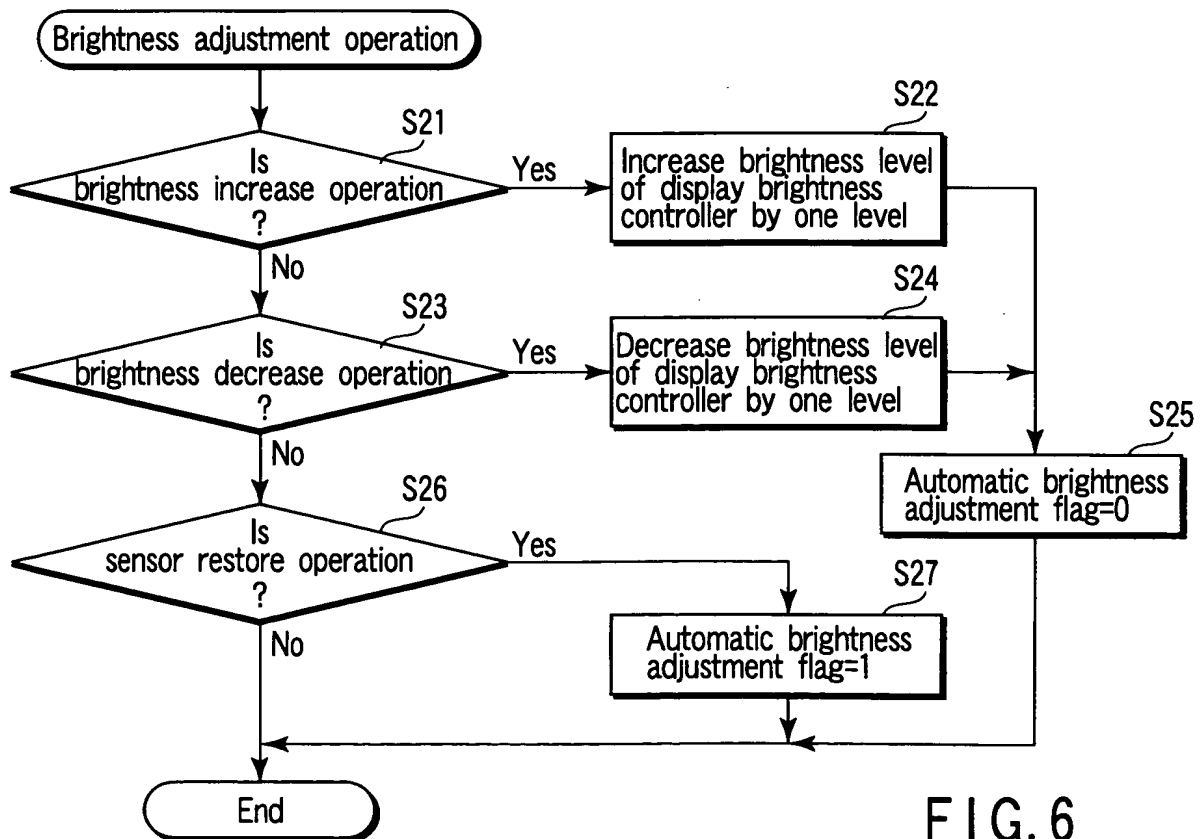 Brightness adjustment operation
S21
Is
brightness increase operation
?
Yes
No
S22
Increase brightness level
of display brightness
controller by one level
S23
Is
brightness decrease operation
?
Yes
No
S24
Decrease brightness level
of display brightness
controller by one level
S25
Automatic brightness
adjustment flag=0
S26
Is
sensor restore operation
?
Yes
No
S27
Automatic brightness
adjustment flag=1
End
FIG. 6